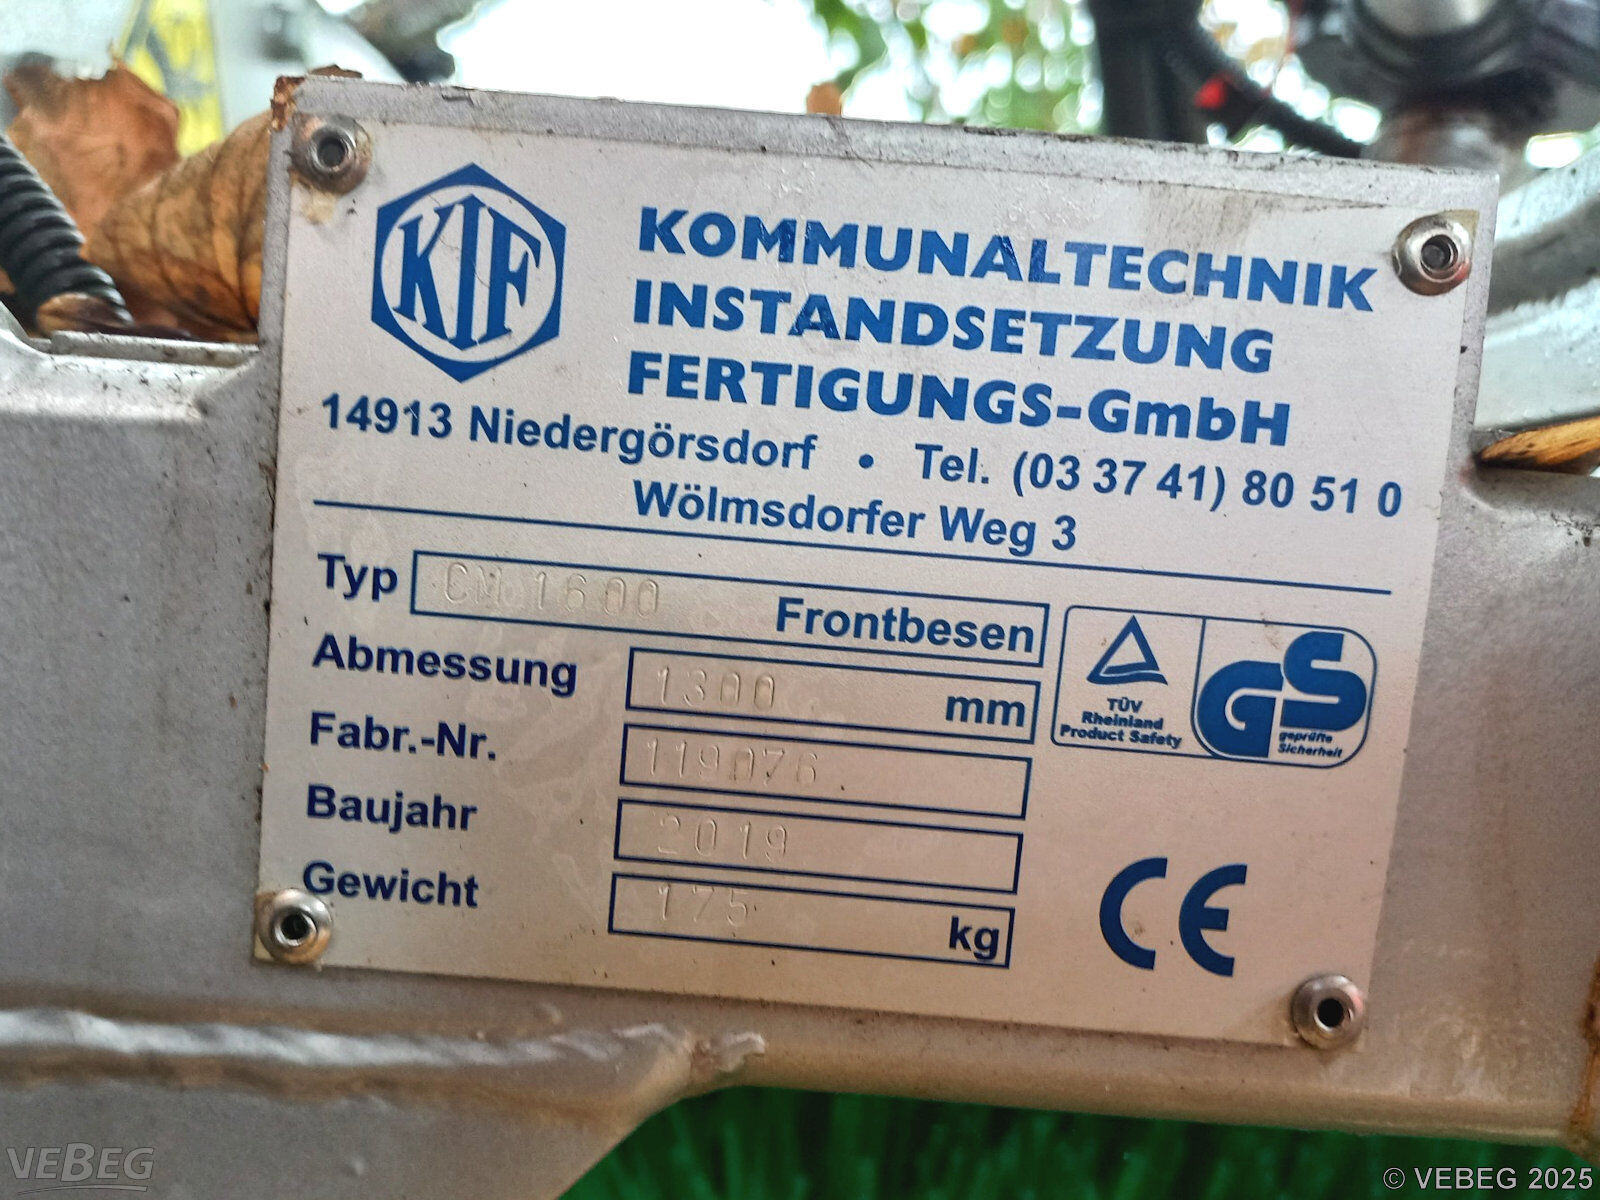 KIF
KOMMUNALTECHNIK
INSTANDSETZUNG
FERTIGUNGS-GmbH
14913 Niedergörsdorf • Tel. (03 37 41) 80 51 0
Wölmsdorfer Weg 3
Typ CM 1600 Frontbesen
Abmessung 1300 mm
Fabr.-Nr. 119076
Baujahr 2019
Gewicht 175 kg
TÜV
Rheinland
Product Safety
GS
geprüfte
Sicherheit
CE
VEBEG
© VEBEG 2025